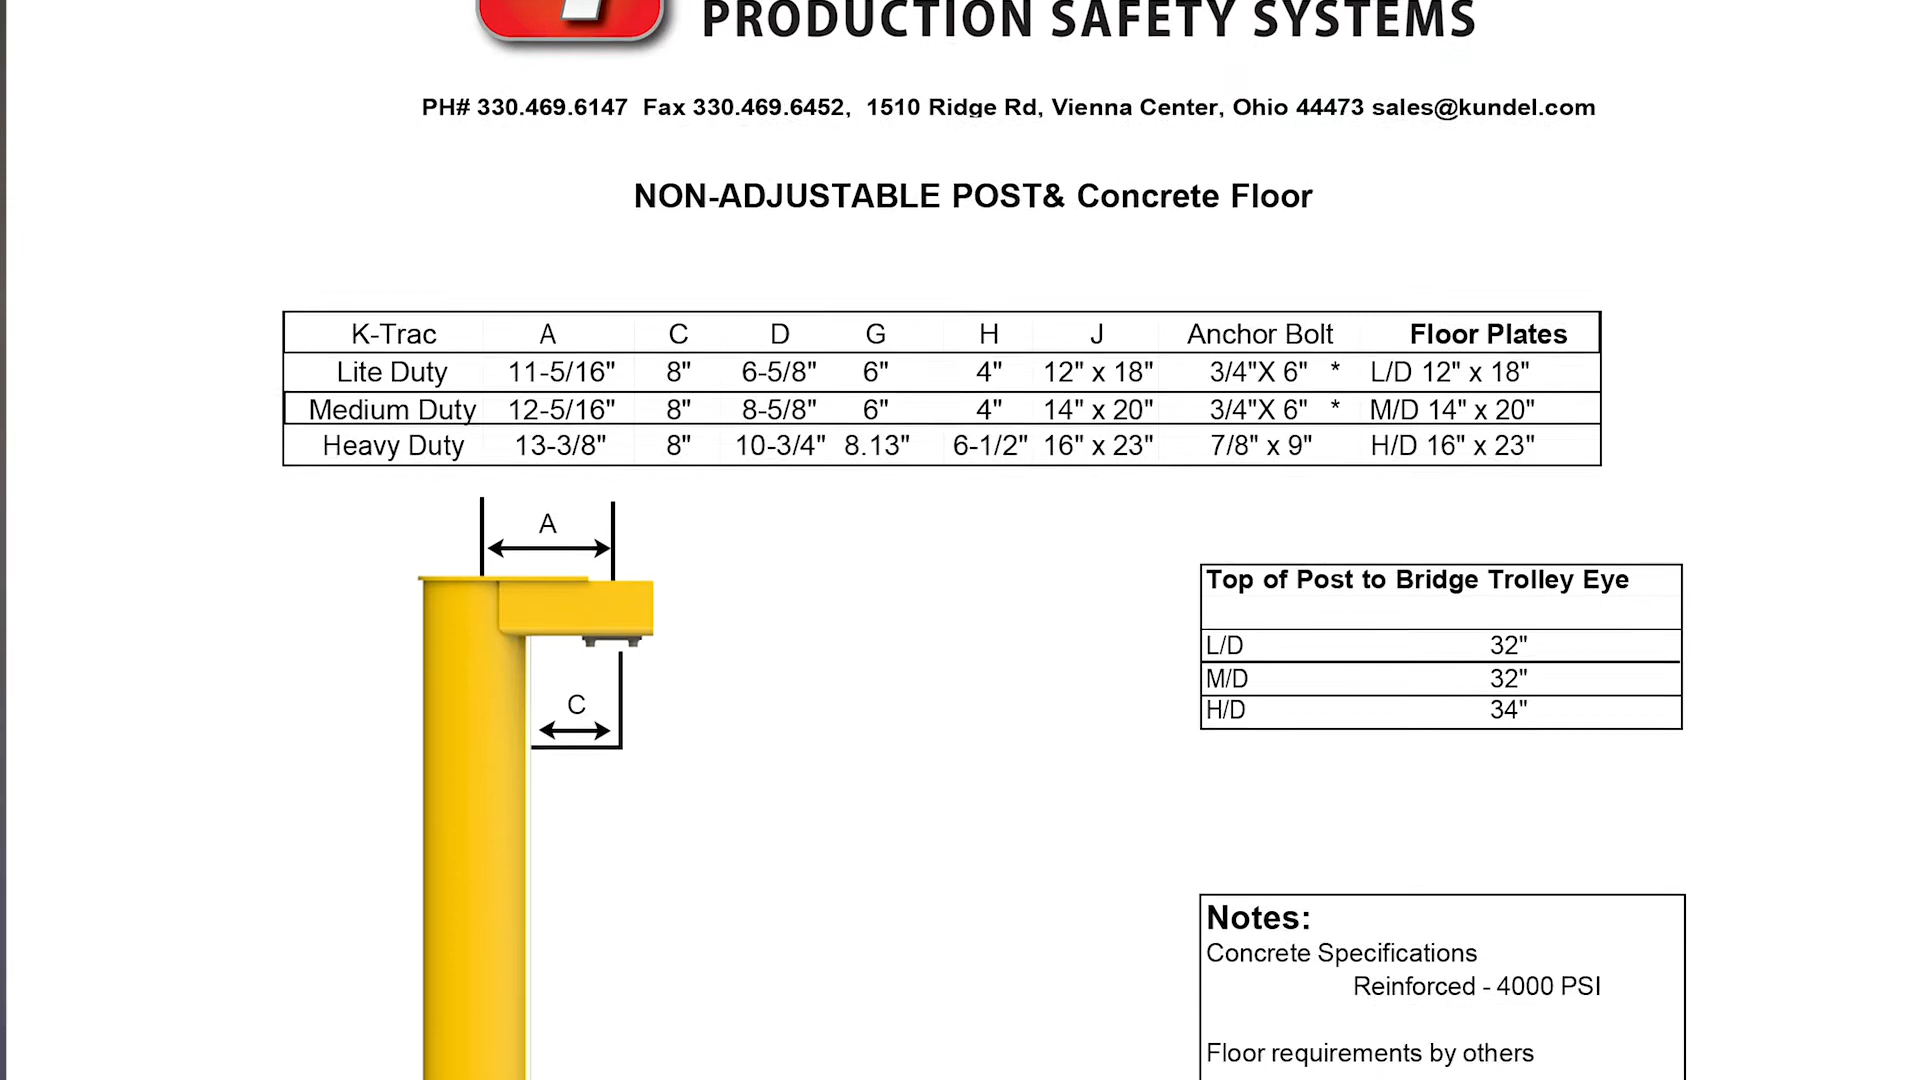 PRODUCTION SAFETY SYSTEMS
PH# 330.469.6147 Fax 330.469.6452, 1510 Ridge Rd, Vienna Center, Ohio 44473 sales@kundel.com
NON-ADJUSTABLE POST& Concrete Floor
K-Trac A C D G H J Anchor Bolt Floor Plates
Lite Duty 11-5/16" 8" 6-5/8" 6" 4" 12" x 18" 3/4"X 6" * L/D 12" x 18"
Medium Duty 12-5/16" 8" 8-5/8" 6" 4" 14" x 20" 3/4"X 6" * M/D 14" x 20"
Heavy Duty 13-3/8" 8" 10-3/4" 8.13" 6-1/2" 16" x 23" 7/8" x 9" H/D 16" x 23"
A
C
Top of Post to Bridge Trolley Eye
L/D 32"
M/D 32"
H/D 34"
Notes:
Concrete Specifications
Reinforced - 4000 PSI
Floor requirements by others